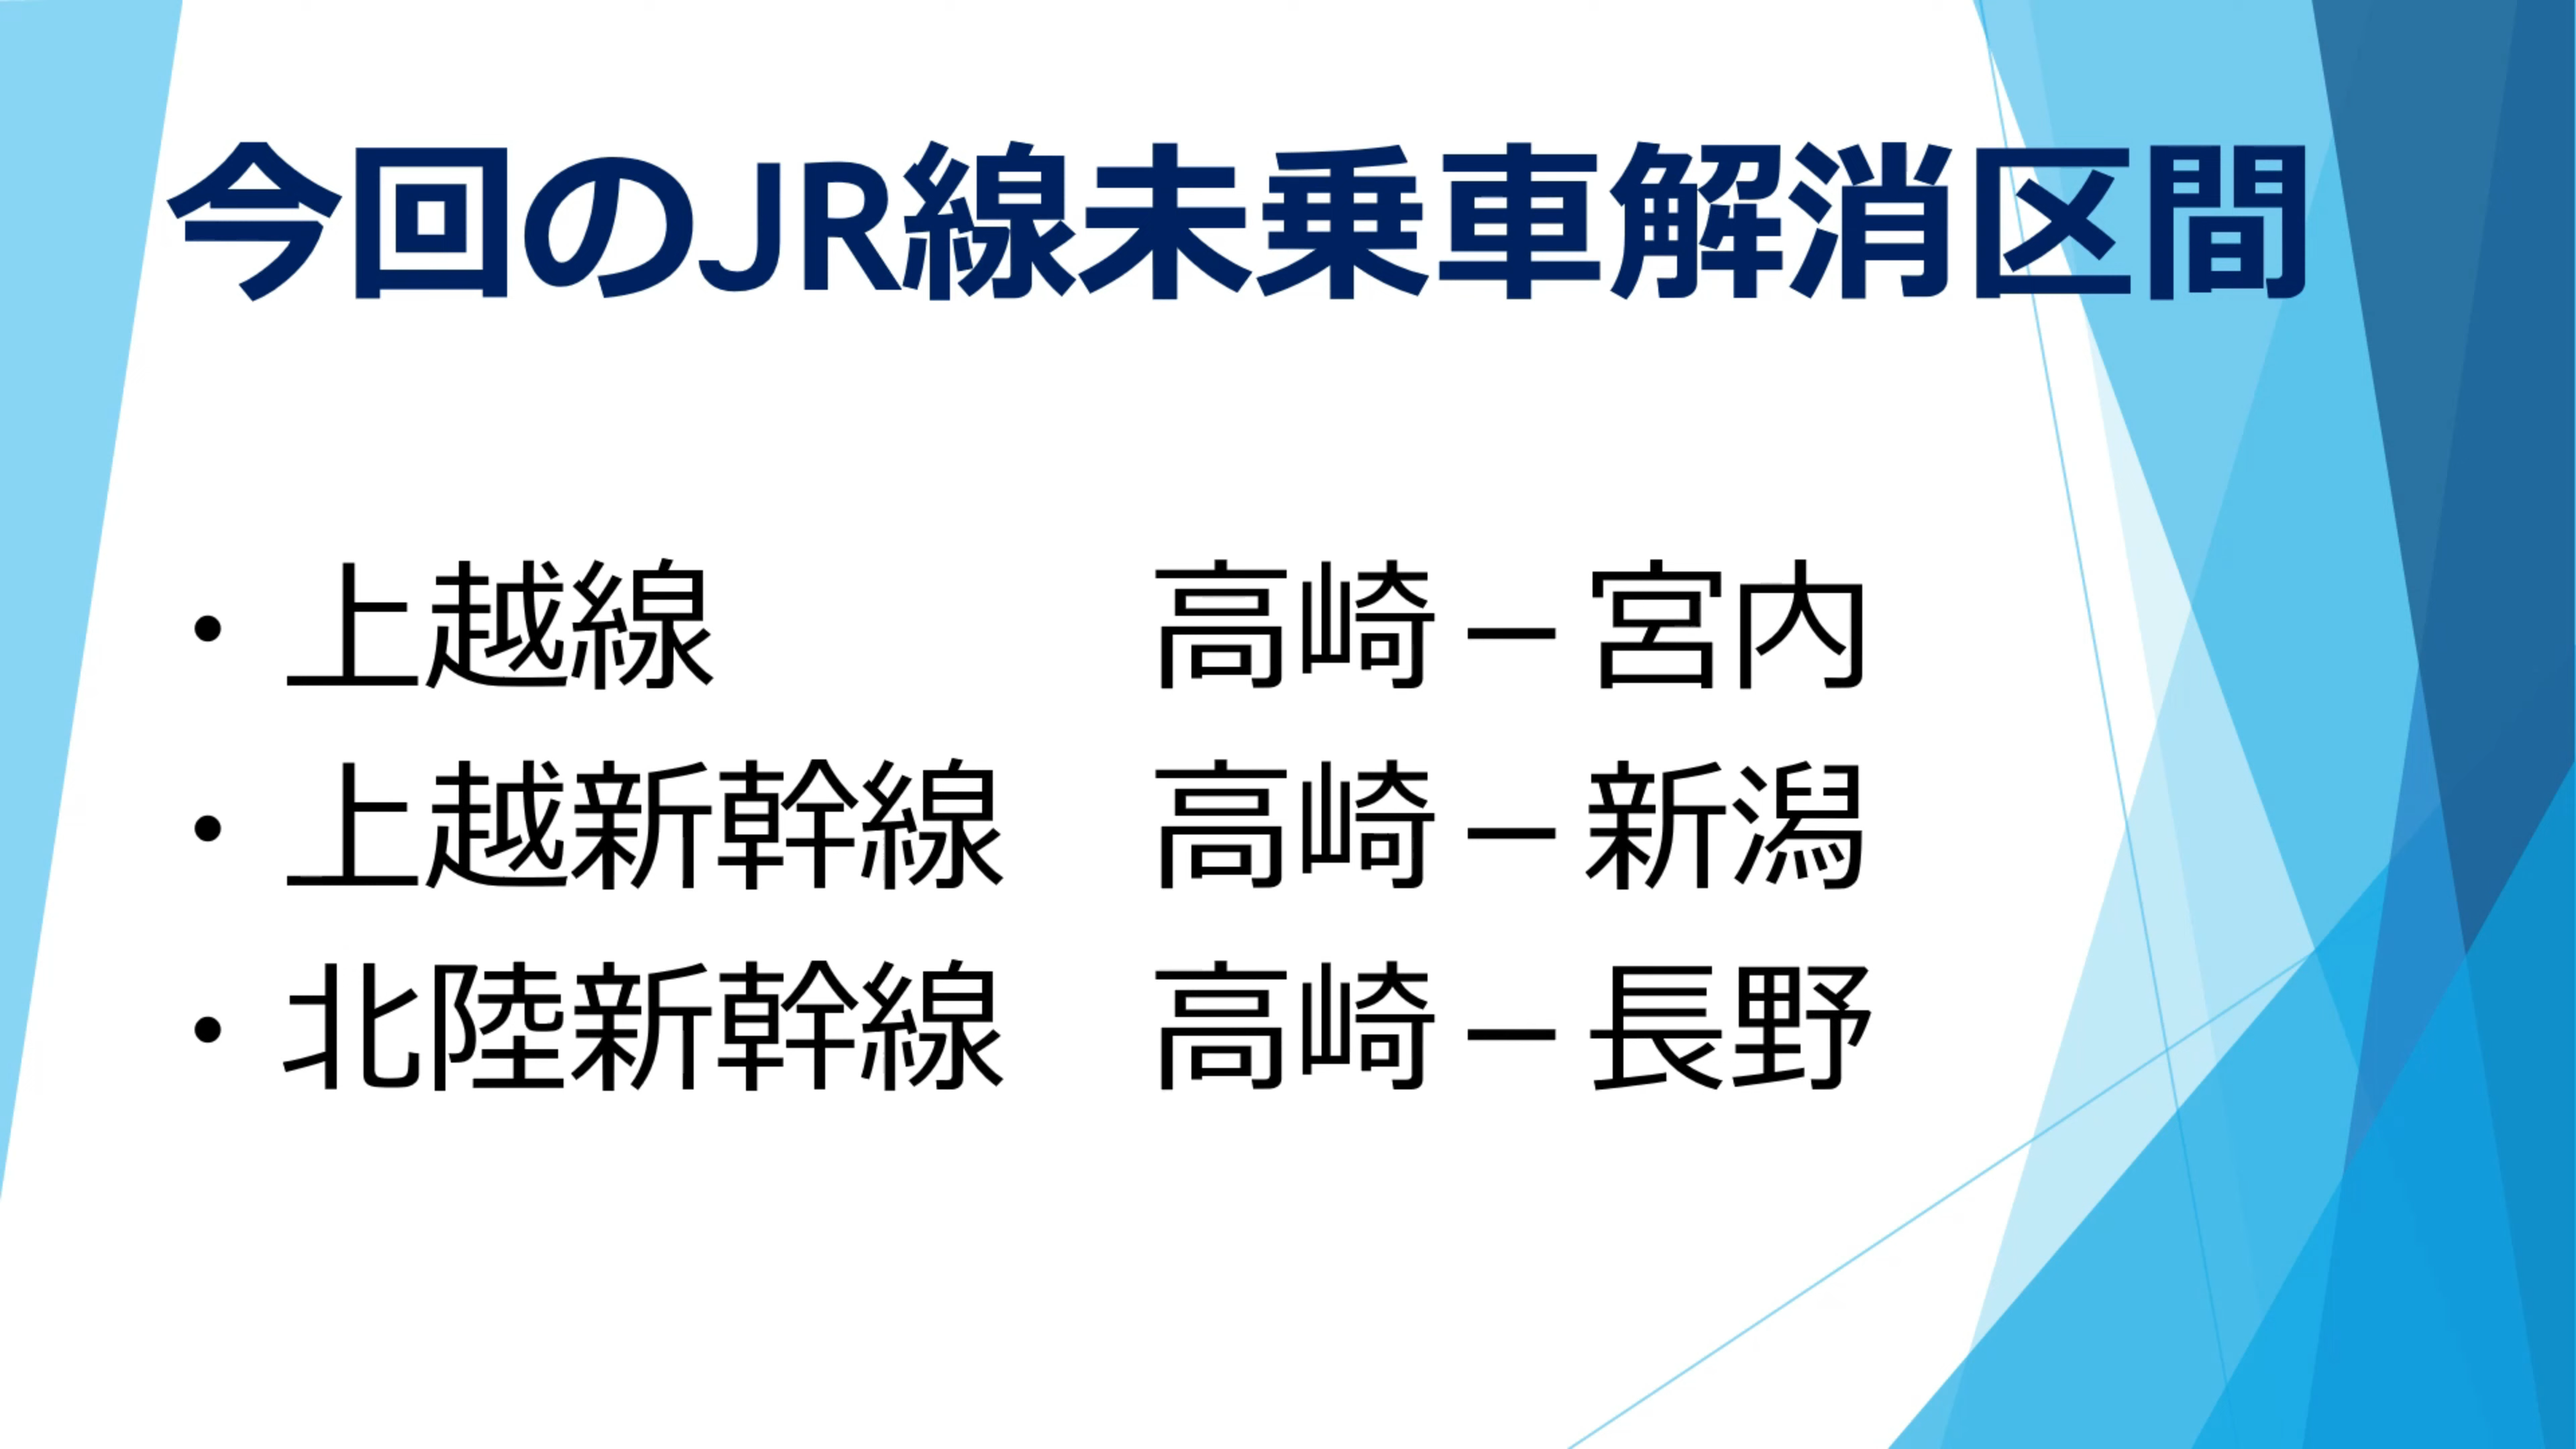 今回のJR線未乗車解消区間
・上越線 高崎 – 宮内
・上越新幹線 高崎 – 新潟
・北陸新幹線 高崎 – 長野